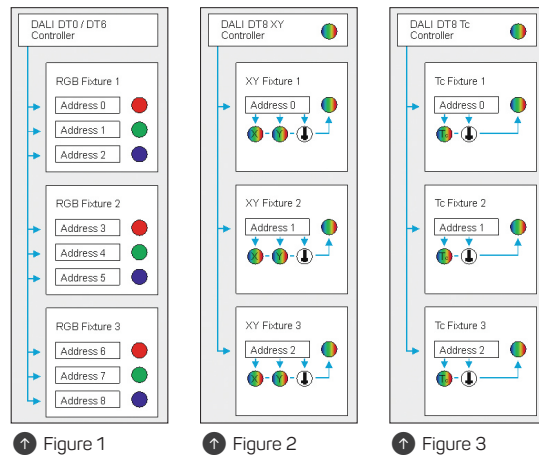 DALI DT0 / DT6
Controller
RGB Fixture 1
Address 0
Address 1
Address 2
RGB Fixture 2
Address 3
Address 4
Address 5
RGB Fixture 3
Address 6
Address 7
Address 8
Figure 1
DALI DT8 XY
Controller
XY Fixture 1
Address 0
X Y
XY Fixture 2
Address 1
X Y
XY Fixture 3
Address 2
X Y
Figure 2
DALI DT8 Tc
Controller
Tc Fixture 1
Address 0
Tc
Tc Fixture 2
Address 1
Tc
Tc Fixture 3
Address 2
Tc
Figure 3